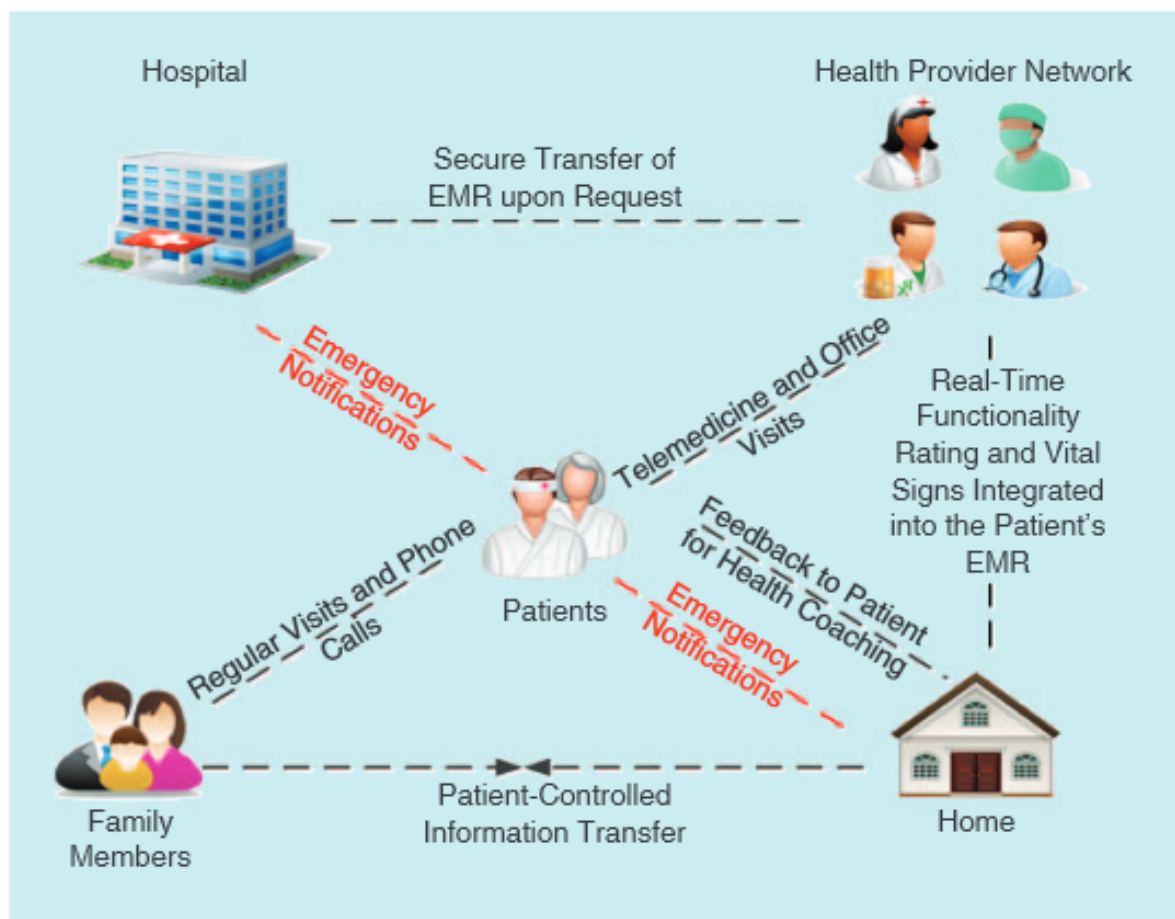 Hospital
Health Provider Network
Secure Transfer of
EMR upon Request
Emergency
Notifications
Telemedicine and Office
Visits
Real-Time
Functionality
Rating and Vital
Signs Integrated
into the Patient's
EMR
Regular Visits and Phone
Calls
Patients
Feedback to Patient
for Health Coaching
Emergency
Notifications
Patient-Controlled
Information Transfer
Family
Members
Home